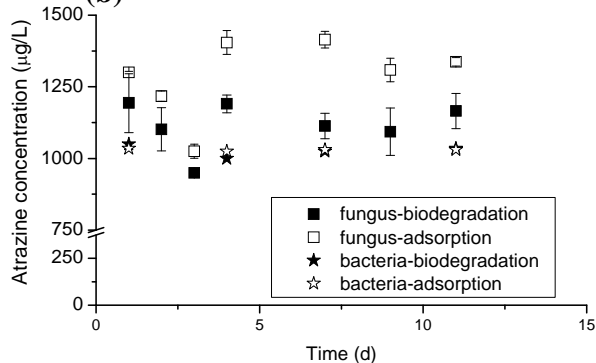 (b)
1500
1250
1000
750
250
0
Atrazine concentration (μg/L)
fungus-biodegradation
fungus-adsorption
bacteria-biodegradation
bacteria-adsorption
0 5 10 15
Time (d)